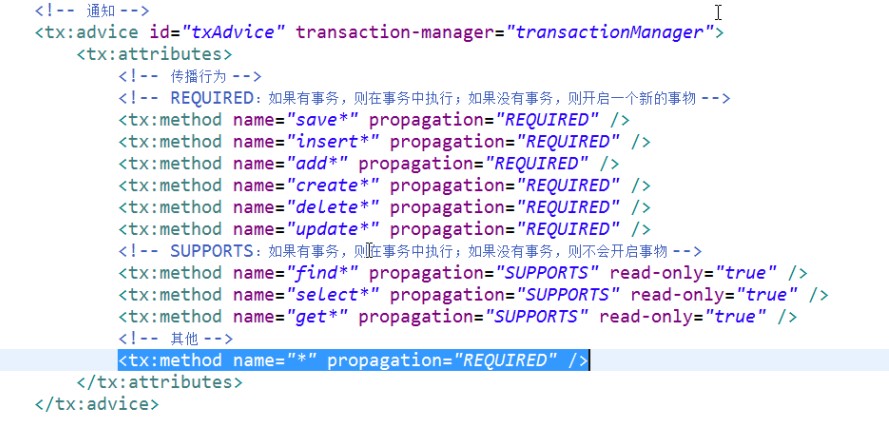 <!-- 通知 -->
<tx:advice id="txAdvice" transaction-manager="transactionManager">
<tx:attributes>
<!-- 传播行为 -->
<!-- REQUIRED：如果有事务，则在事务中执行；如果没有事务，则开启一个新的事物 -->
<tx:method name="save*" propagation="REQUIRED" />
<tx:method name="insert*" propagation="REQUIRED" />
<tx:method name="add*" propagation="REQUIRED" />
<tx:method name="create*" propagation="REQUIRED" />
<tx:method name="delete*" propagation="REQUIRED" />
<tx:method name="update*" propagation="REQUIRED" />
<!-- SUPPORTS：如果有事务，则在事务中执行；如果没有事务，则不会开启事物 -->
<tx:method name="find*" propagation="SUPPORTS" read-only="true" />
<tx:method name="select*" propagation="SUPPORTS" read-only="true" />
<tx:method name="get*" propagation="SUPPORTS" read-only="true" />
<!-- 其他 -->
<tx:method name="*" propagation="REQUIRED" />
</tx:attributes>
</tx:advice>